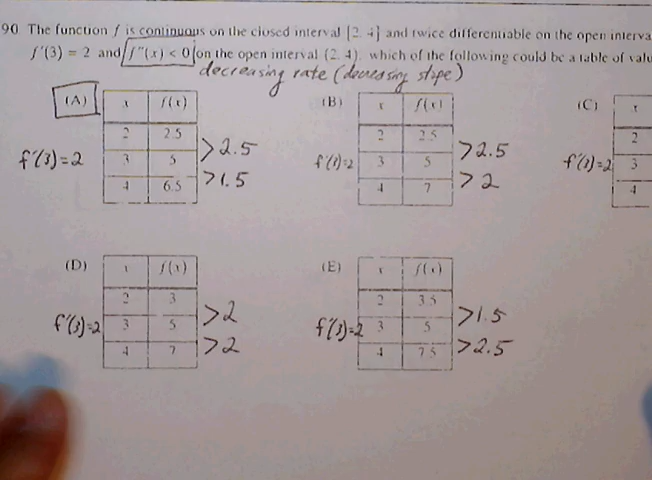 90 The function f is continuous on the closed interval [2, 4] and twice differentiable on the open
f'(3) = 2 and f''(x) < 0 on the open interval (2, 4), which of the following could be a table of
decreasing rate (decreasing slope)
(A) x f(x)
2 2.5
3 5
4 6.5
f'(3)=2
>2.5
>1.5
(B) x f(x)
2 2.5
3 5
4 7
f'(3)=2
>2.5
>2
(C) x
2
3
4
f'(3)=2
(D) x f(x)
2 3
3 5
4 7
f'(3)=2
>2
>2
(E) x f(x)
2 3.5
3 5
4 7.5
f'(3)=2
>1.5
>2.5